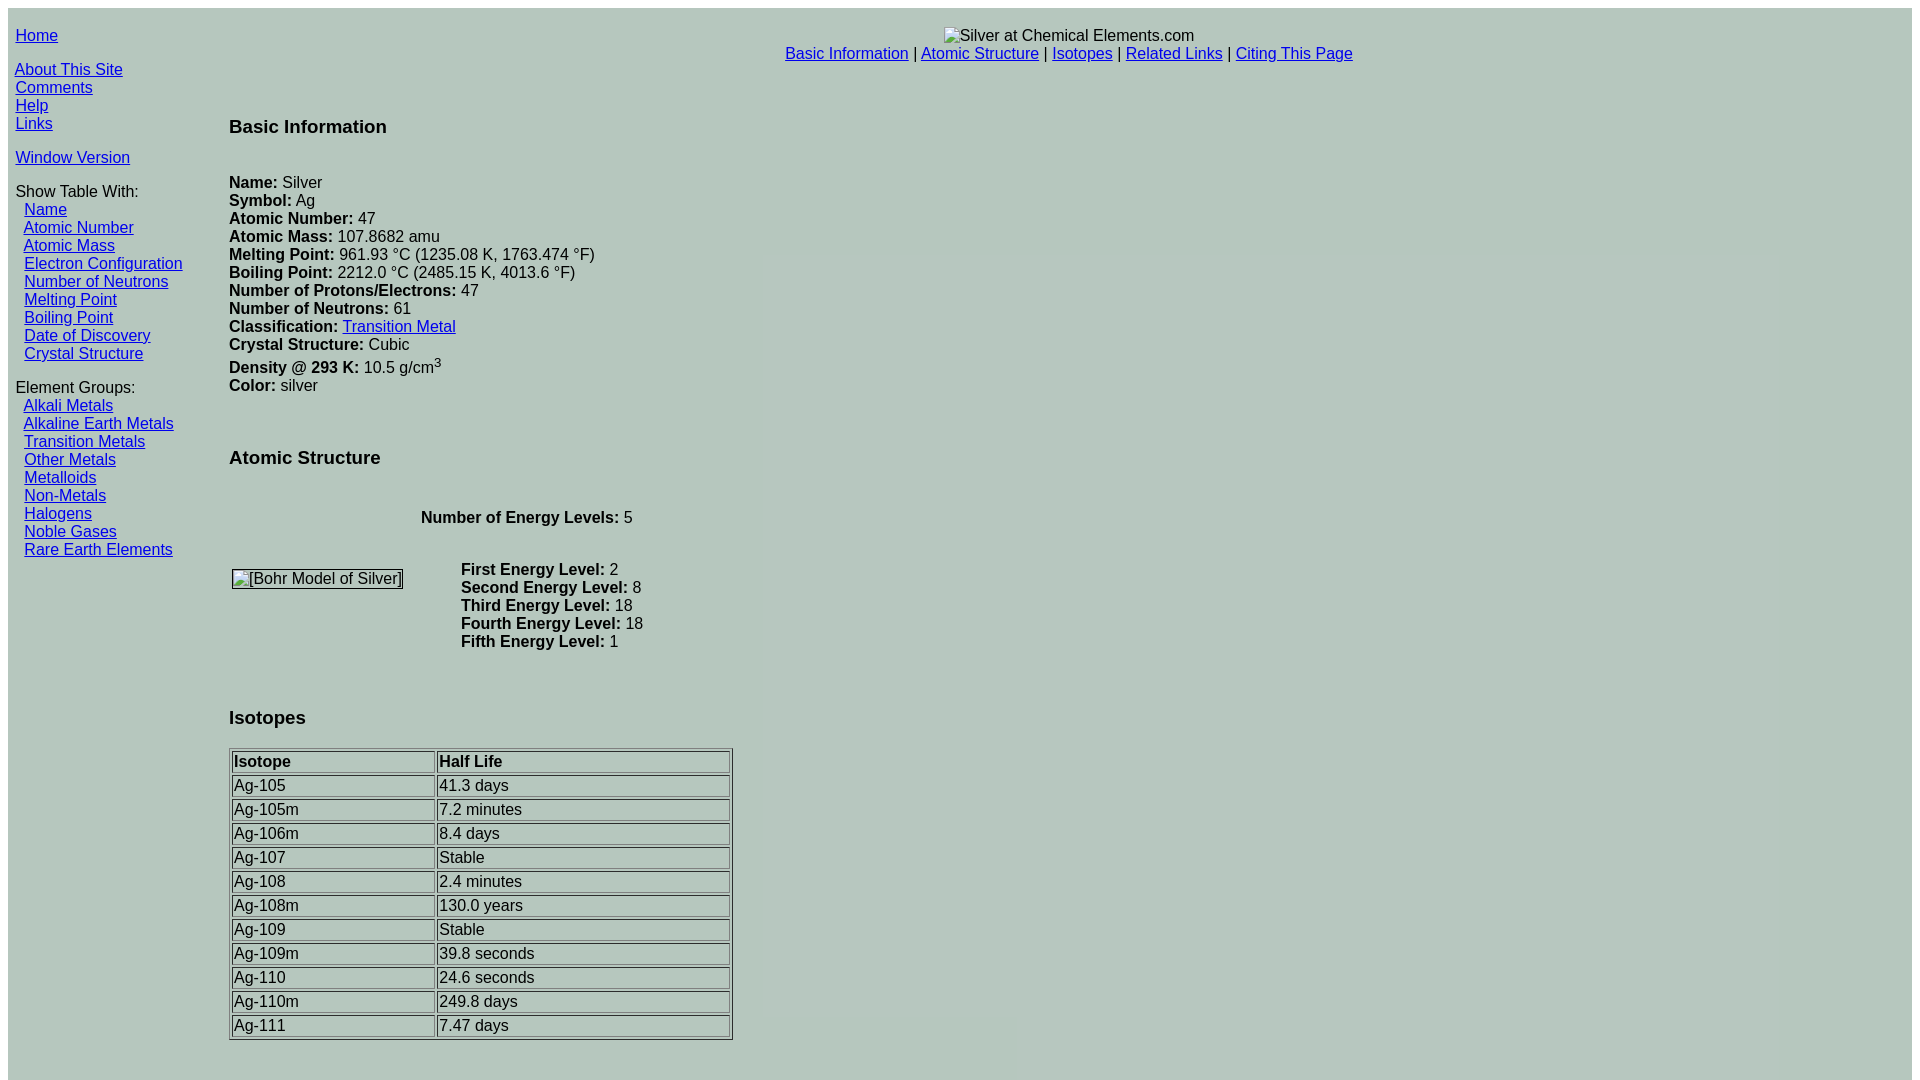 Home
About This Site
Comments
Help
Links
Window Version
Show Table With:
Name
Atomic Number
Atomic Mass
Electron Configuration
Number of Neutrons
Melting Point
Boiling Point
Date of Discovery
Crystal Structure
Element Groups:
Alkali Metals
Alkaline Earth Metals
Transition Metals
Other Metals
Metalloids
Non-Metals
Halogens
Noble Gases
Rare Earth Elements
Silver at Chemical Elements.com
Basic Information | Atomic Structure | Isotopes | Related Links | Citing This Page
Basic Information
Name: Silver
Symbol: Ag
Atomic Number: 47
Atomic Mass: 107.8682 amu
Melting Point: 961.93 °C (1235.08 K, 1763.474 °F)
Boiling Point: 2212.0 °C (2485.15 K, 4013.6 °F)
Number of Protons/Electrons: 47
Number of Neutrons: 61
Classification: Transition Metal
Crystal Structure: Cubic
Density @ 293 K: 10.5 g/cm³
Color: silver
Atomic Structure
[Bohr Model of Silver]
Number of Energy Levels: 5
First Energy Level: 2
Second Energy Level: 8
Third Energy Level: 18
Fourth Energy Level: 18
Fifth Energy Level: 1
Isotopes
Isotope Half Life
Ag-105 41.3 days
Ag-105m 7.2 minutes
Ag-106m 8.4 days
Ag-107 Stable
Ag-108 2.4 minutes
Ag-108m 130.0 years
Ag-109 Stable
Ag-109m 39.8 seconds
Ag-110 24.6 seconds
Ag-110m 249.8 days
Ag-111 7.47 days